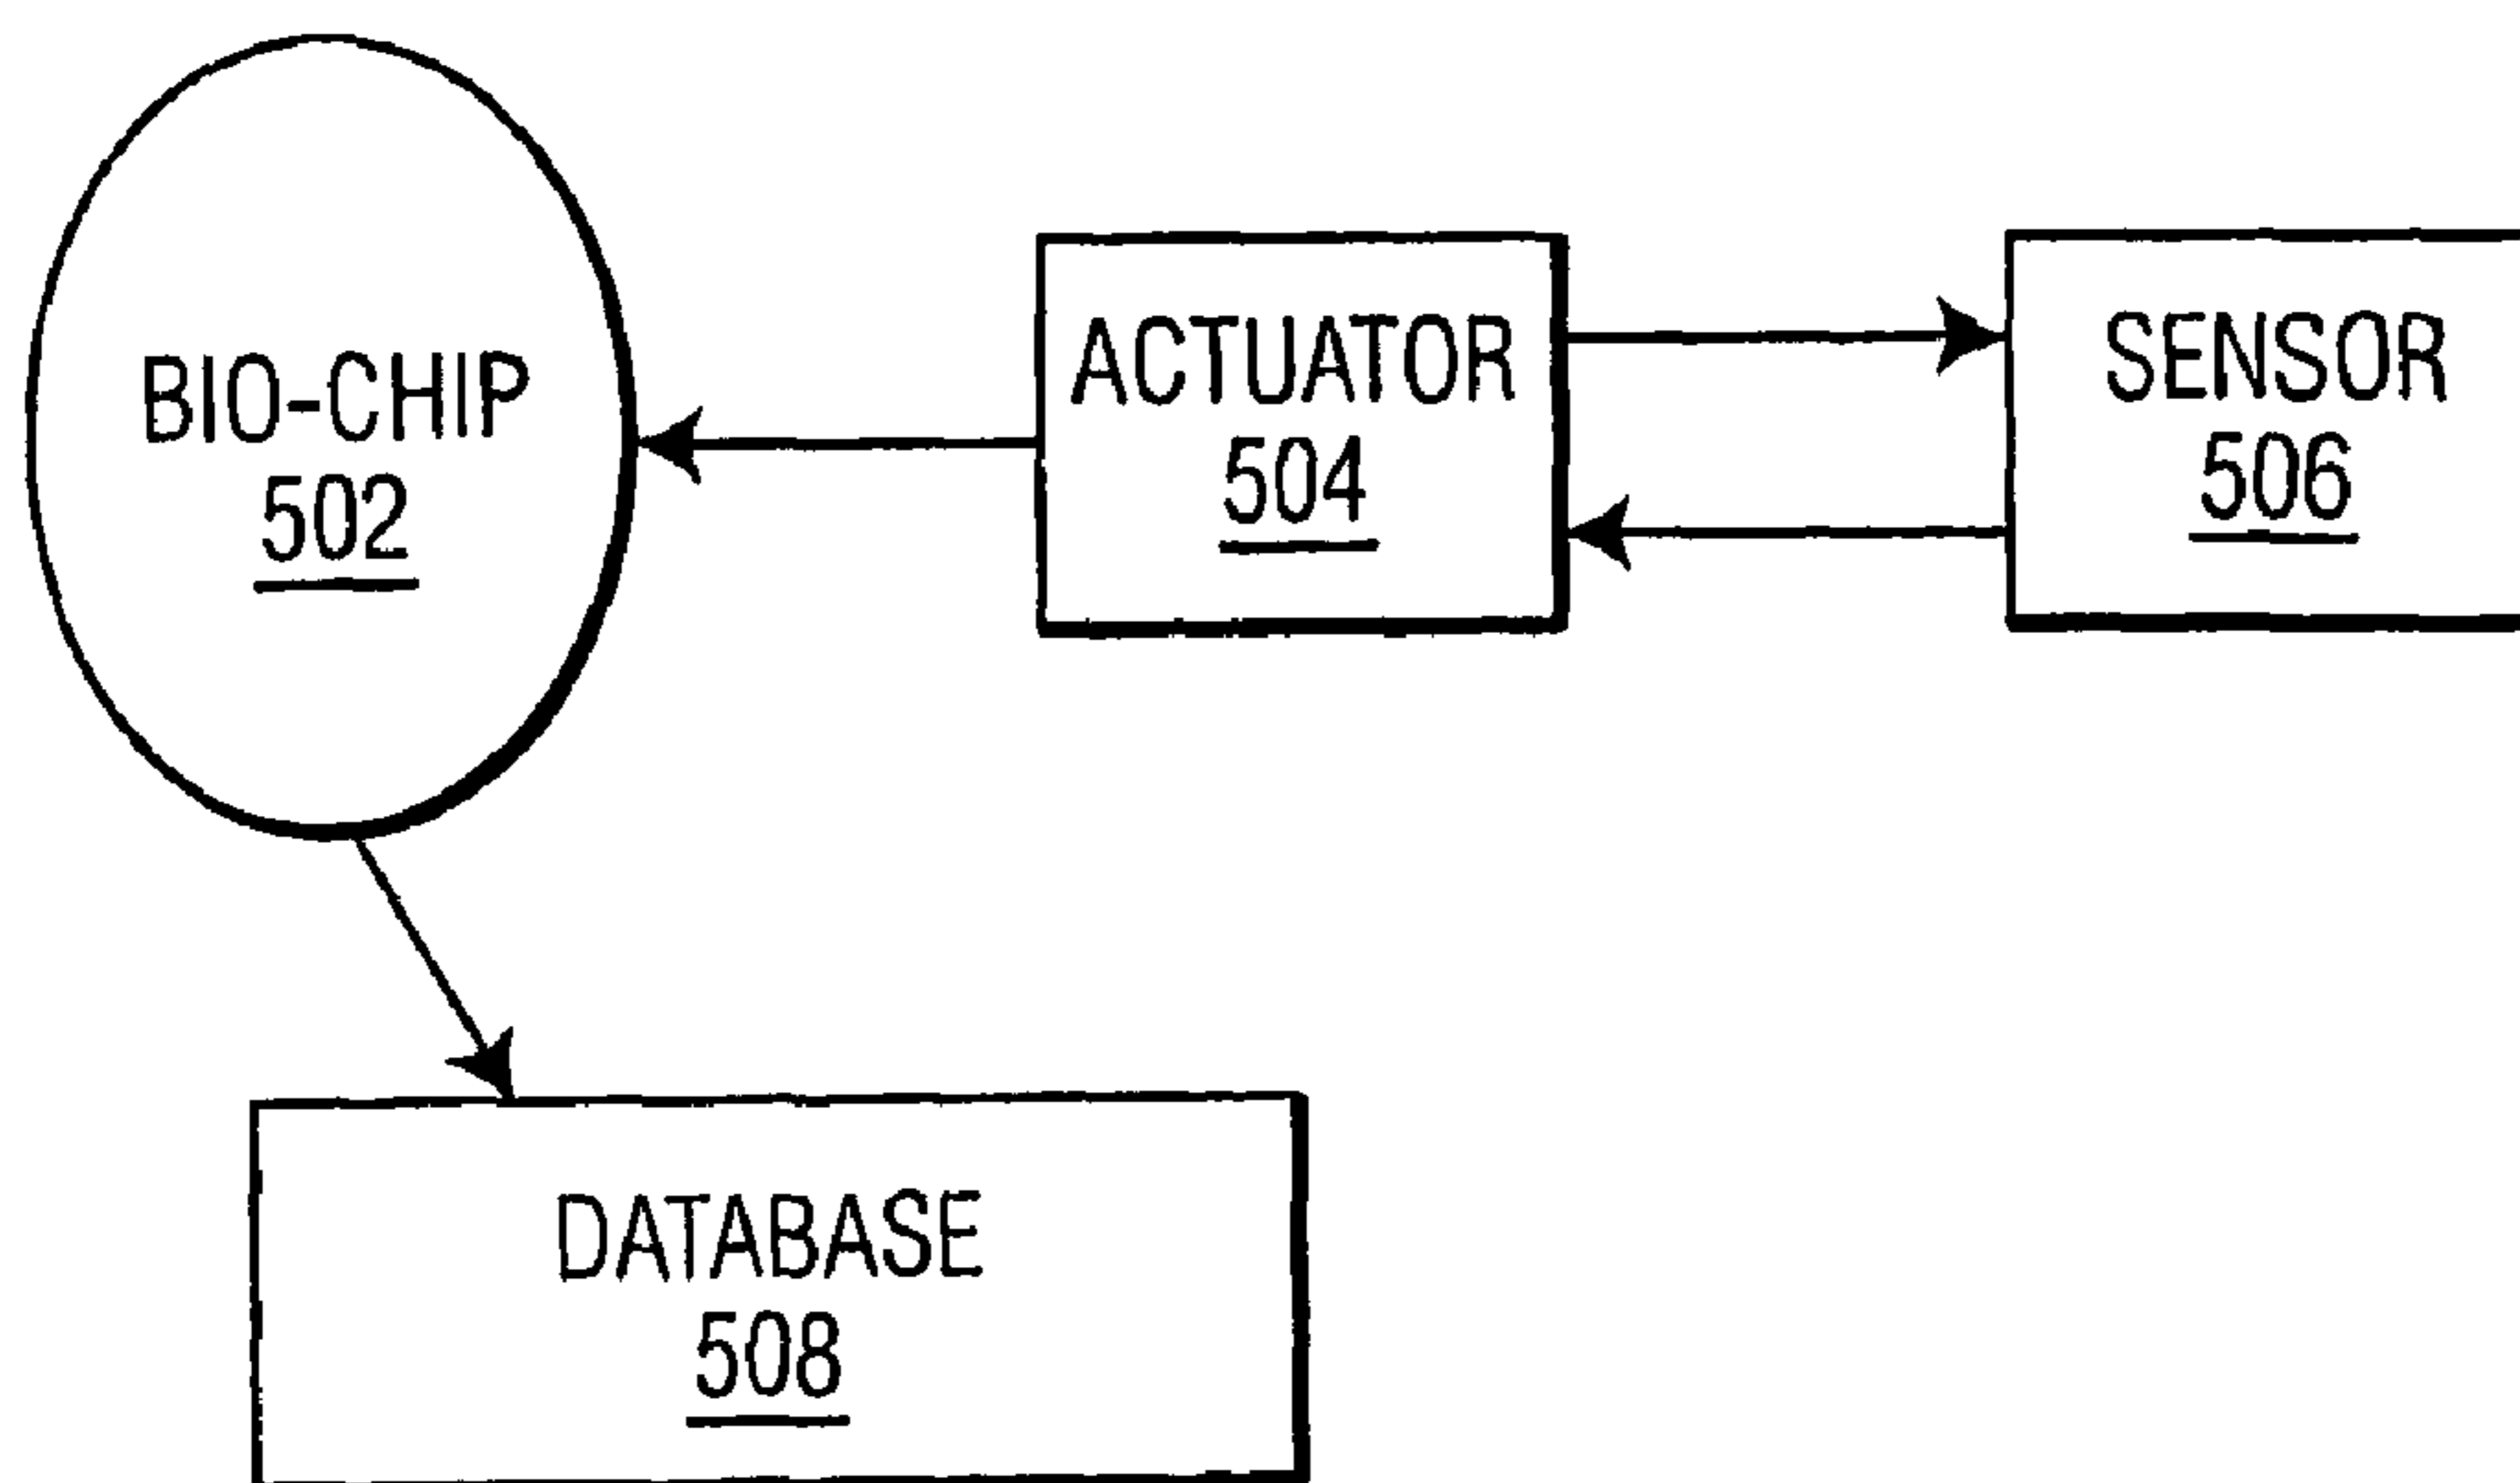 BIO-CHIP
502
ACTUATOR
504
SENSOR
506
DATABASE
508